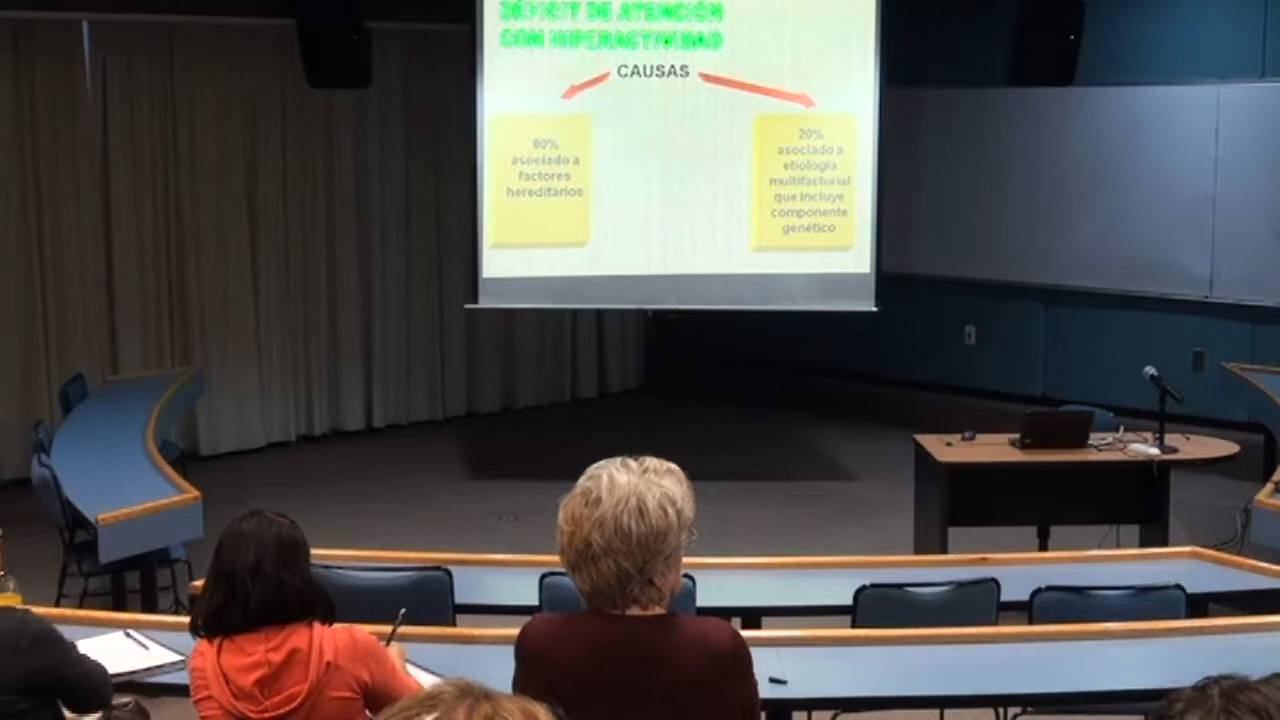 DÉFICIT DE ATENCIÓN
CON HIPERACTIVIDAD
CAUSAS
80%
asociado a
factores
hereditarios
20%
asociado a
etiología
multifactorial
que incluye
componente
genético